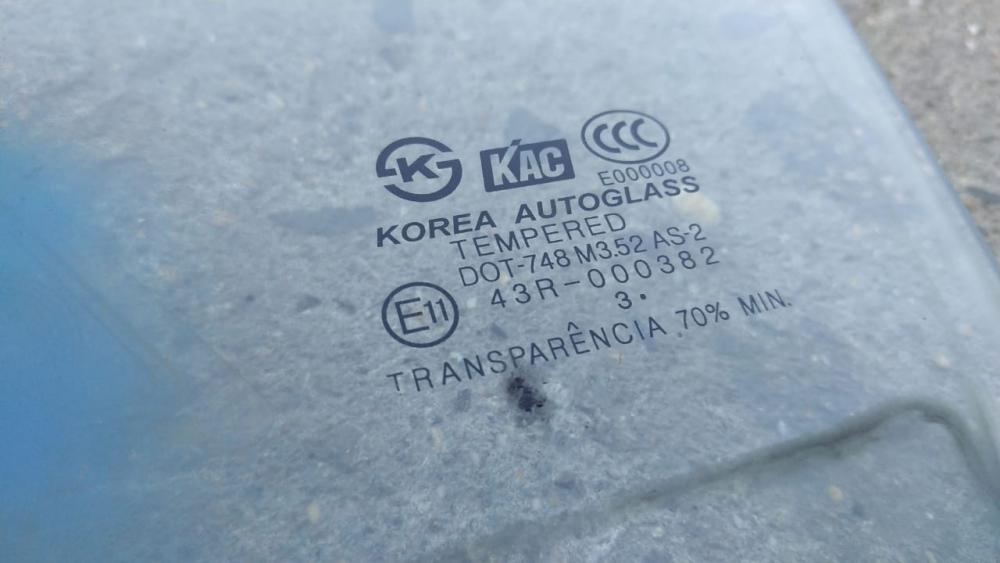 K KAC CCC
E000008
KOREA AUTOGLASS
TEMPERED
DOT-748 M3.52 AS-2
E11 43R-000382
3.
TRANSPARÊNCIA 70% MIN.